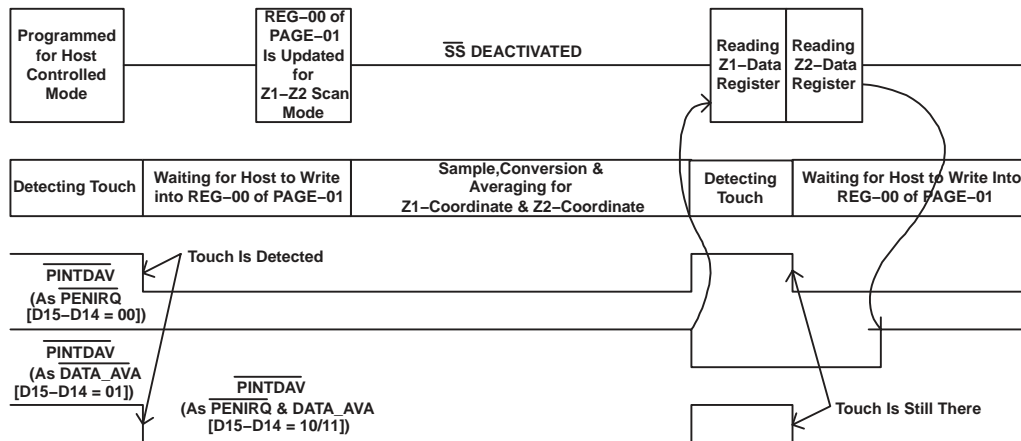 Programmed
for Host
Controlled
Mode
REG–00 of
PAGE–01
Is Updated
for
Z1–Z2 Scan
Mode
SS DEACTIVATED
Reading
Z1–Data
Register
Reading
Z2–Data
Register
Detecting Touch
Waiting for Host to Write
into REG–00 of PAGE–01
Sample,Conversion &
Averaging for
Z1–Coordinate & Z2–Coordinate
Detecting
Touch
Waiting for Host to Write Into
REG–00 of PAGE–01
Touch Is Detected
PINTDAV
(As PENIRQ
[D15–D14 = 00])
PINTDAV
(As DATA_AVA
[D15–D14 = 01])
PINTDAV
(As PENIRQ & DATA_AVA
[D15–D14 = 10/11])
Touch Is Still There